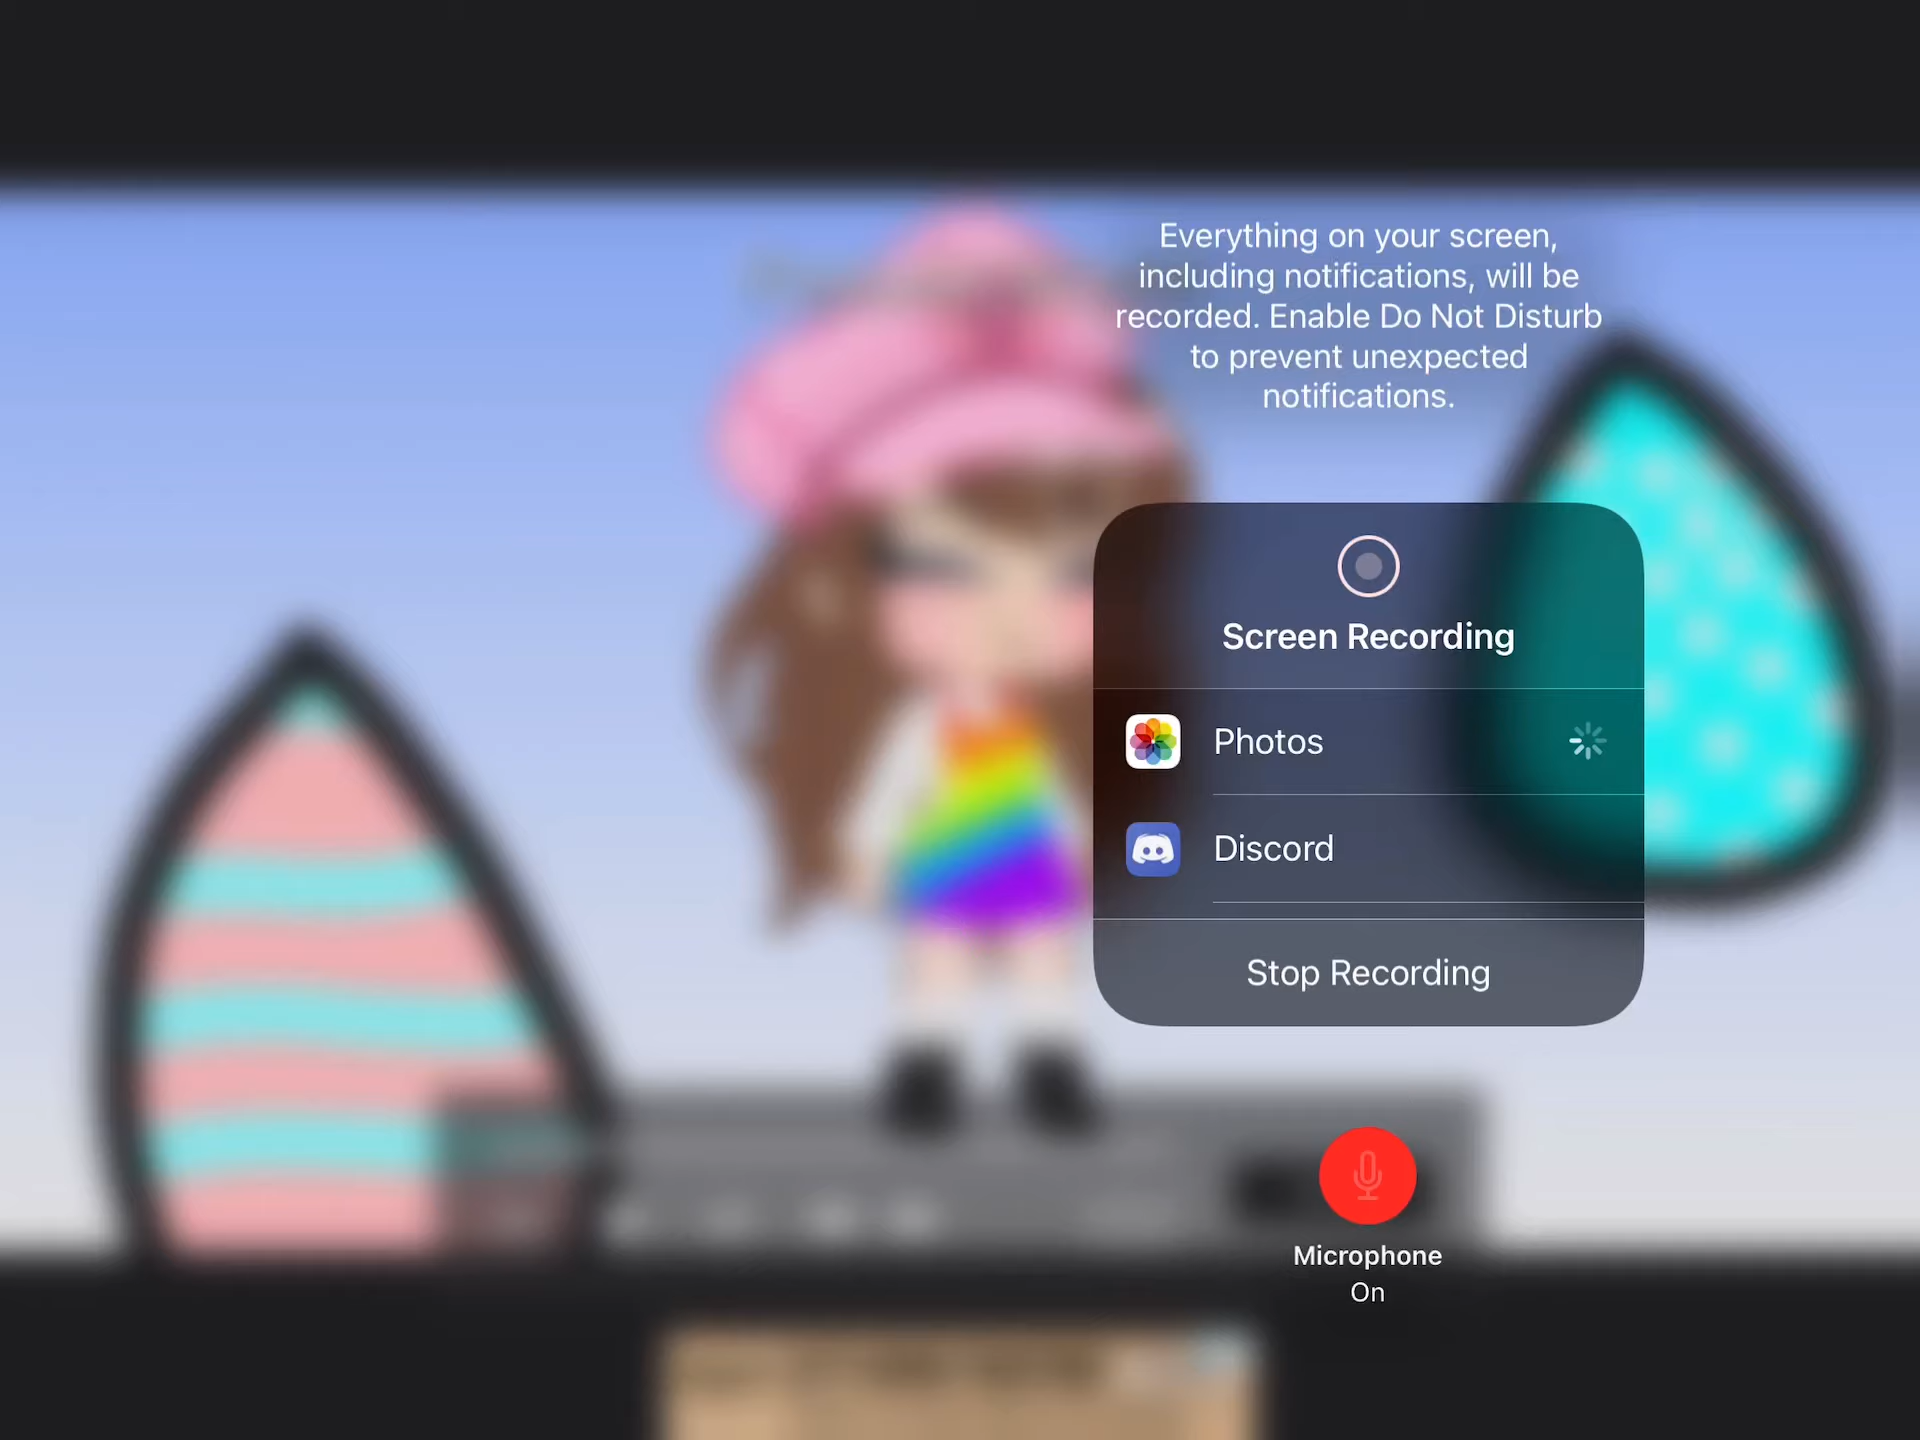 Everything on your screen,
including notifications, will be
recorded. Enable Do Not Disturb
to prevent unexpected
notifications.
Screen Recording
Photos
Discord
Stop Recording
Microphone
On